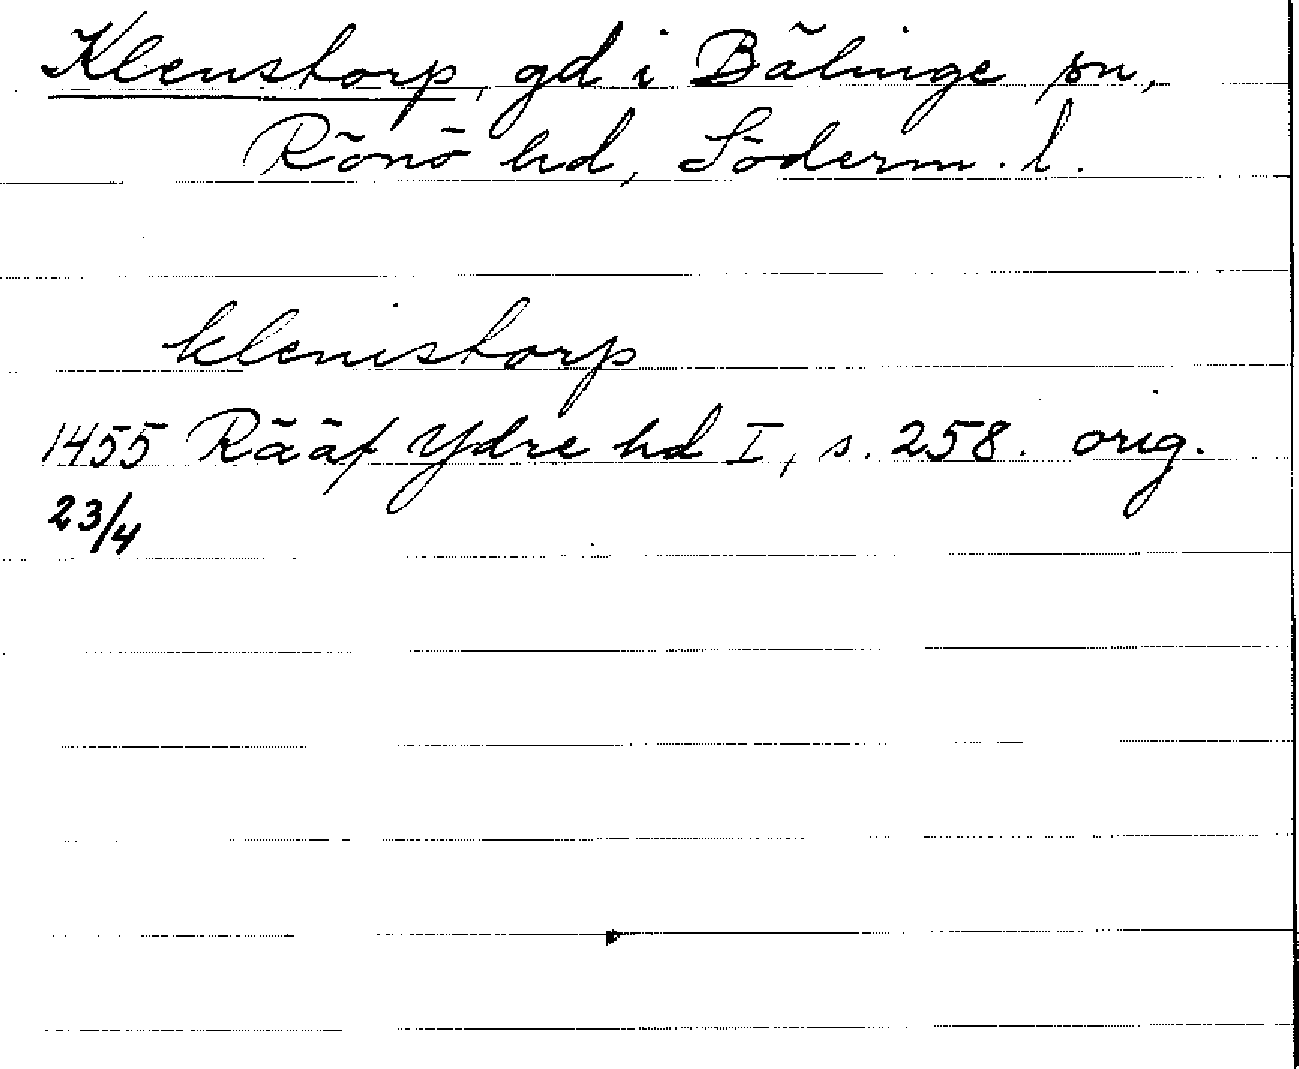 Klenstorp, gd i Bälinge sn,
Rönö hd, Söderm. l.
klenistorp
1455 Rääf Ydre hd I, s. 258. orig.
23/4